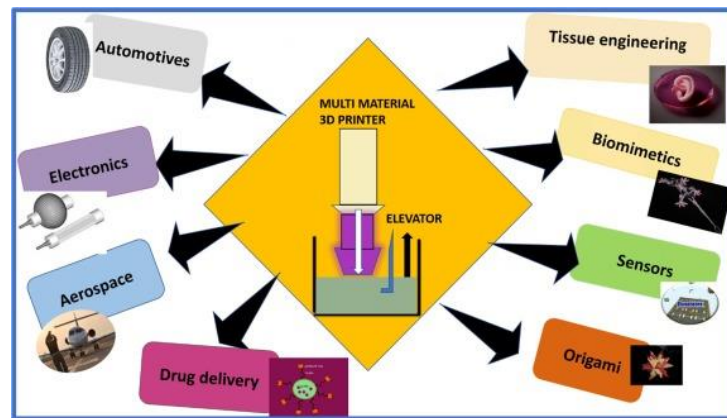 Automotives
Tissue engineering
MULTI MATERIAL
3D PRINTER
Electronics
Biomimetics
ELEVATOR
Aerospace
Sensors
Drug delivery
Origami